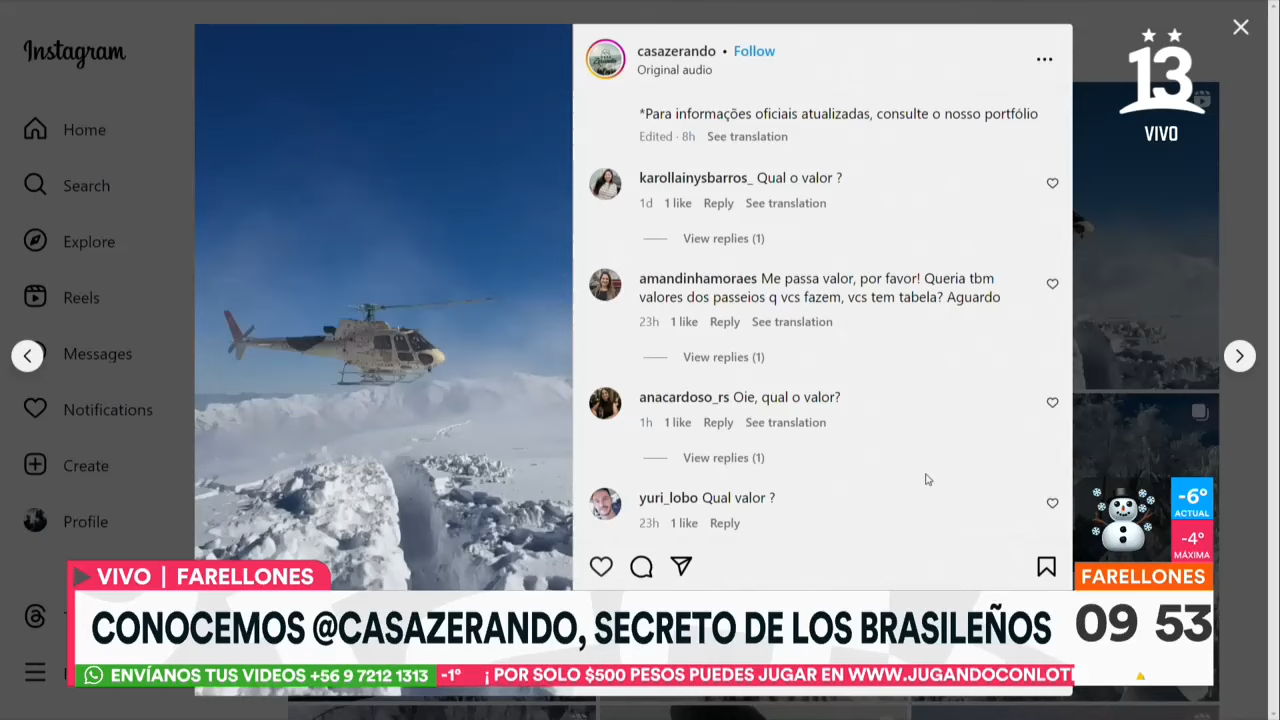 Instagram
Home
Search
Explore
Reels
Messages
Notifications
Create
Profile
casazerando • Follow
Original audio
*Para informações oficiais atualizadas, consulte o nosso portfólio
Edited · 8h See translation
karollainysbarros_ Qual o valor ?
1d 1 like Reply See translation
View replies (1)
amandinhamoraes Me passa valor, por favor! Queria tbm
valores dos passeios q vcs fazem, vcs tem tabela? Aguardo
23h 1 like Reply See translation
View replies (1)
anacardoso_rs Oie, qual o valor?
1h 1 like Reply See translation
View replies (1)
yuri_lobo Qual valor ?
23h 1 like Reply
13
VIVO
-6°
ACTUAL
-4°
MÁXIMA
FARELLONES
09 53
VIVO | FARELLONES
CONOCEMOS @CASAZERANDO, SECRETO DE LOS BRASILEÑOS
ENVÍANOS TUS VIDEOS +56 9 7212 1313 -1° ¡ POR SOLO $500 PESOS PUEDES JUGAR EN WWW.JUGANDOCONLOT